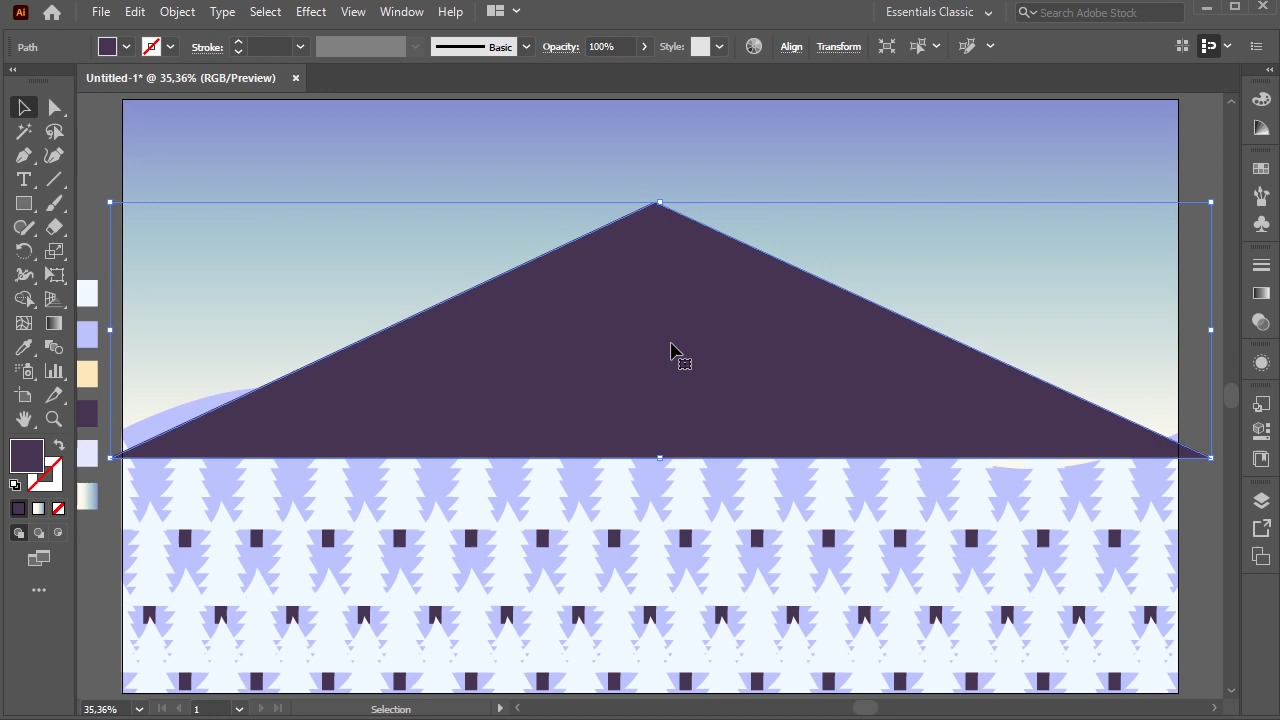 Ai File Edit Object Type Select Effect View Window Help Essentials Classic Search Adobe Stock
Path Stroke: Basic Opacity: 100% Style: Align Transform
Untitled-1* @ 35,36% (RGB/Preview)
35,36% 1 Selection